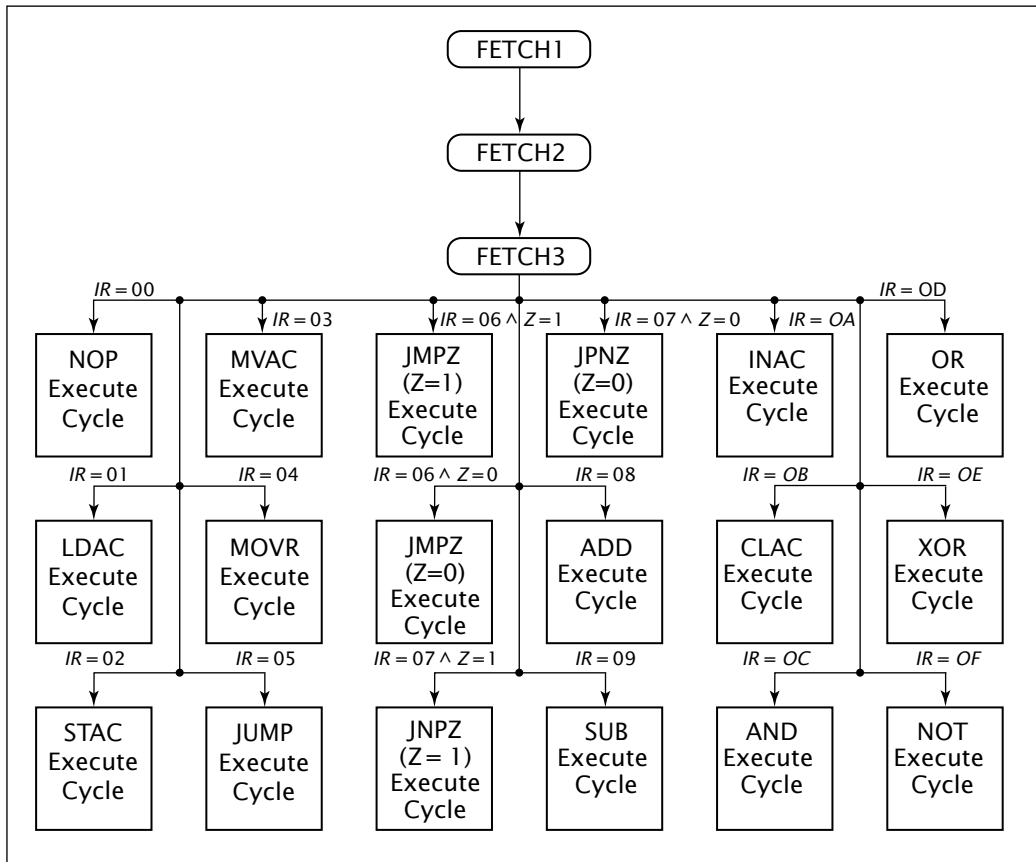 FETCH1
FETCH2
FETCH3
IR = 00
IR = 03
IR = 06 ∧ Z = 1
IR = 07 ∧ Z = 0
IR = OA
IR = OD
NOP
Execute
Cycle
MVAC
Execute
Cycle
JMPZ
(Z=1)
Execute
Cycle
JPNZ
(Z=0)
Execute
Cycle
INAC
Execute
Cycle
OR
Execute
Cycle
IR = 01
IR = 04
IR = 06 ∧ Z = 0
IR = 08
IR = OB
IR = OE
LDAC
Execute
Cycle
MOVR
Execute
Cycle
JMPZ
(Z=0)
Execute
Cycle
ADD
Execute
Cycle
CLAC
Execute
Cycle
XOR
Execute
Cycle
IR = 02
IR = 05
IR = 07 ∧ Z = 1
IR = 09
IR = OC
IR = OF
STAC
Execute
Cycle
JUMP
Execute
Cycle
JNPZ
(Z= 1)
Execute
Cycle
SUB
Execute
Cycle
AND
Execute
Cycle
NOT
Execute
Cycle